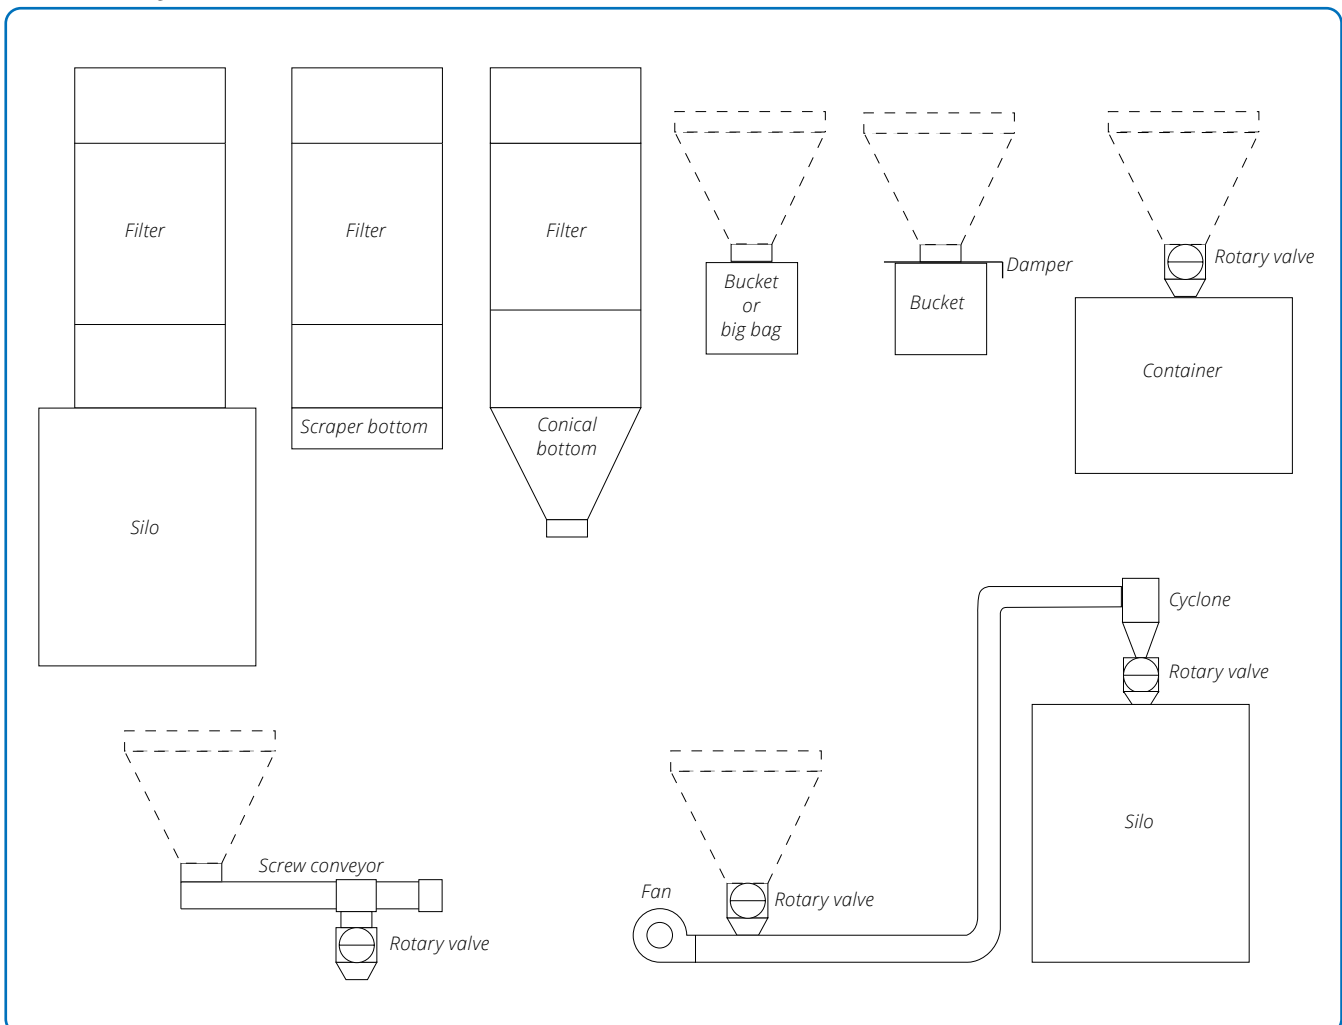 Filter
Filter
Filter
Bucket
or
big bag
Damper
Bucket
Rotary valve
Container
Scraper bottom
Conical
bottom
Silo
Cyclone
Rotary valve
Silo
Screw conveyor
Rotary valve
Fan
Rotary valve